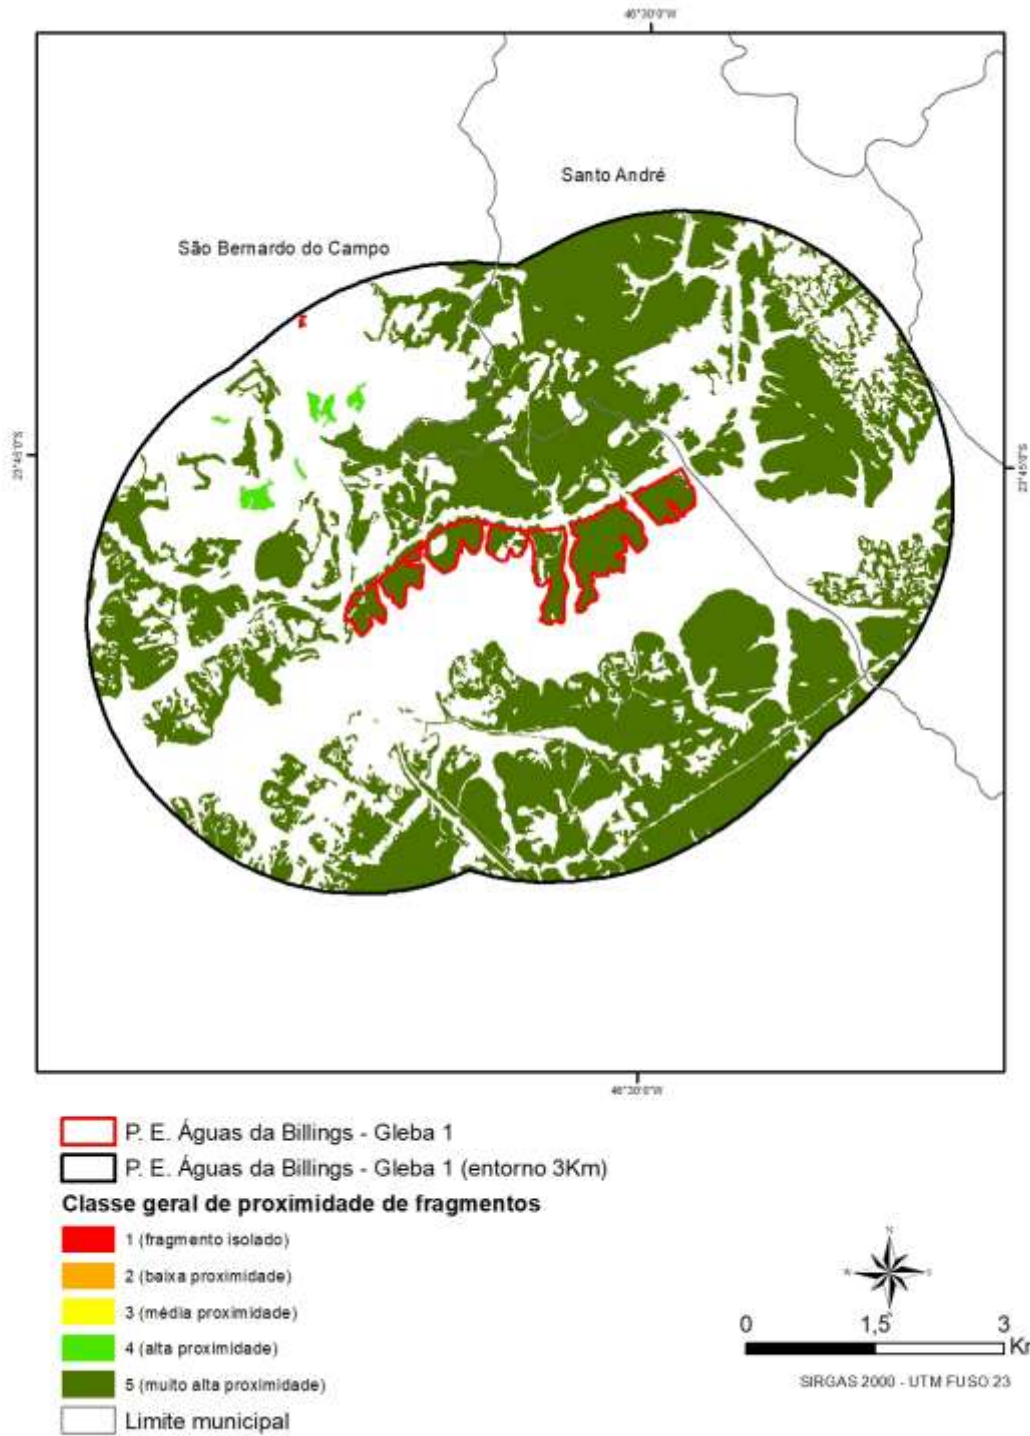 46°30'0"W
Santo André
São Bernardo do Campo
23°45'0"S
23°45'0"S
46°30'0"W
P. E. Águas da Billings - Gleba 1
P. E. Águas da Billings - Gleba 1 (entorno 3Km)
Classe geral de proximidade de fragmentos
1 (fragmento isolado)
2 (baixa proximidade)
3 (média proximidade)
4 (alta proximidade)
5 (muito alta proximidade)
Limite municipal
N
W
S
0 1,5 3
Km
SIRGAS 2000 - UTM FUSO 23